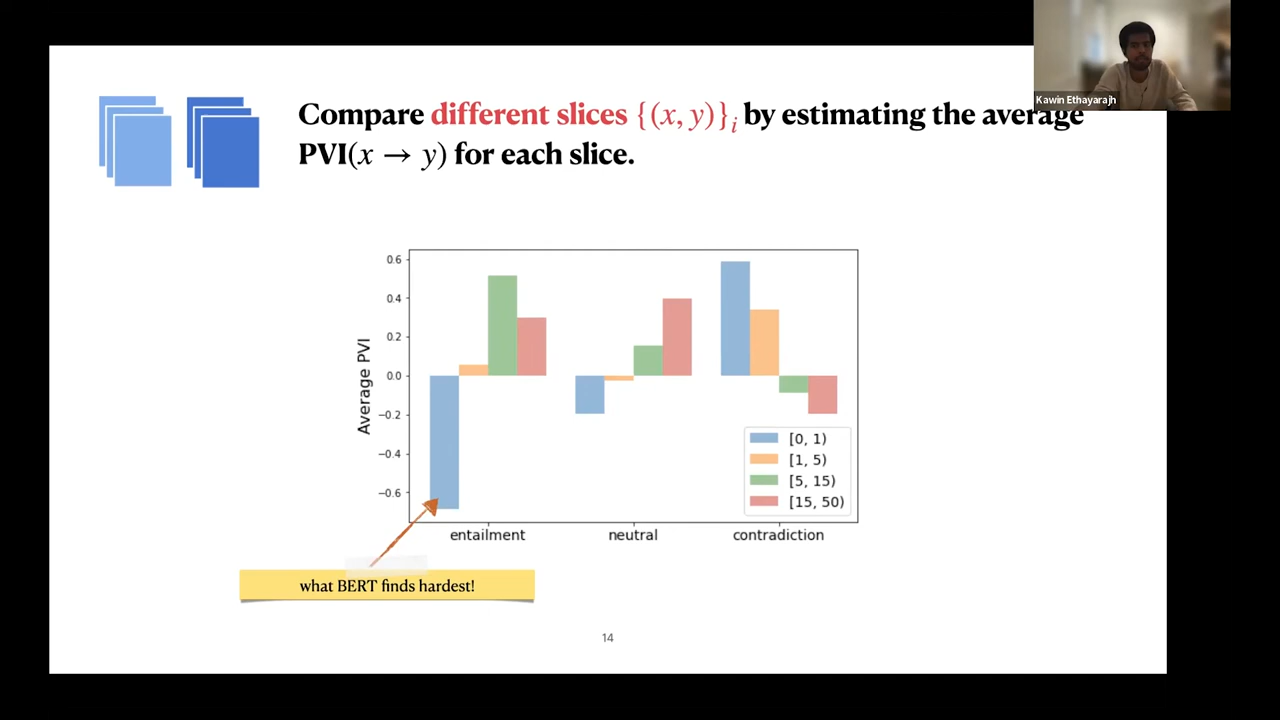 Kawin Ethayarajh
Compare different slices {(x, y)}ᵢ by estimating the average
PVI(x → y) for each slice.
Average PVI
0.6
0.4
0.2
0.0
−0.2
−0.4
−0.6
[0, 1)
[1, 5)
[5, 15)
[15, 50)
entailment neutral contradiction
what BERT finds hardest!
14